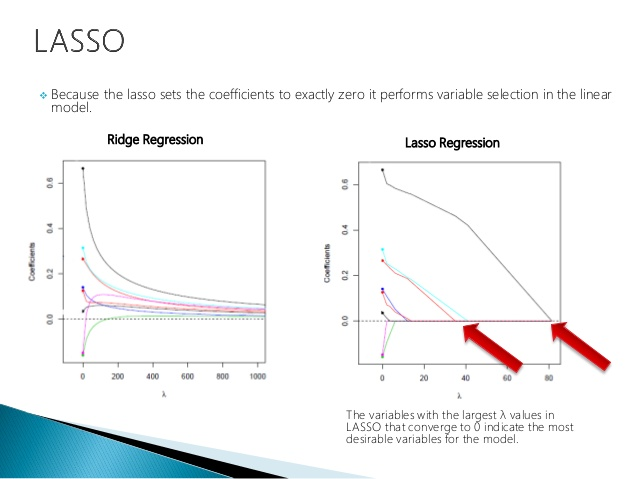 LASSO
❖ Because the lasso sets the coefficients to exactly zero it performs variable selection in the linear
model.
Ridge Regression
Lasso Regression
Coefficients
0.6
0.4
0.2
0.0
0 200 400 600 800 1000
λ
Coefficients
0.6
0.4
0.2
0.0
0 20 40 60 80
λ
The variables with the largest λ values in
LASSO that converge to 0 indicate the most
desirable variables for the model.